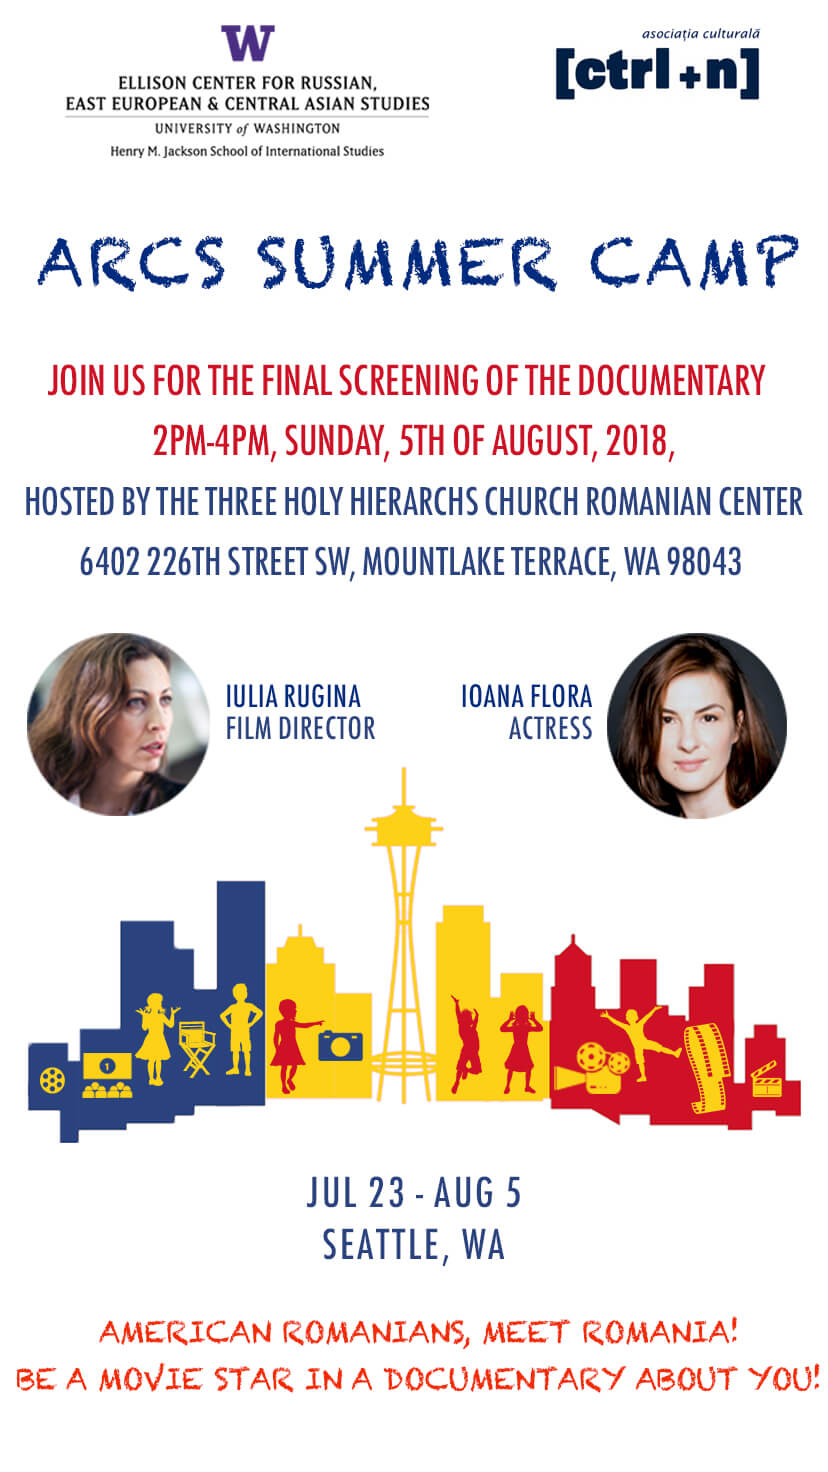 W
ELLISON CENTER FOR RUSSIAN,
EAST EUROPEAN & CENTRAL ASIAN STUDIES
UNIVERSITY of WASHINGTON
Henry M. Jackson School of International Studies
asociația culturală
[ctrl+n]
ARCS SUMMER CAMP
JOIN US FOR THE FINAL SCREENING OF THE DOCUMENTARY
2PM-4PM, SUNDAY, 5TH OF AUGUST, 2018,
HOSTED BY THE THREE HOLY HIERARCHS CHURCH ROMANIAN CENTER
6402 226TH STREET SW, MOUNTLAKE TERRACE, WA 98043
IULIA RUGINA
FILM DIRECTOR
IOANA FLORA
ACTRESS
1
JUL 23 - AUG 5
SEATTLE, WA
AMERICAN ROMANIANS, MEET ROMANIA!
BE A MOVIE STAR IN A DOCUMENTARY ABOUT YOU!